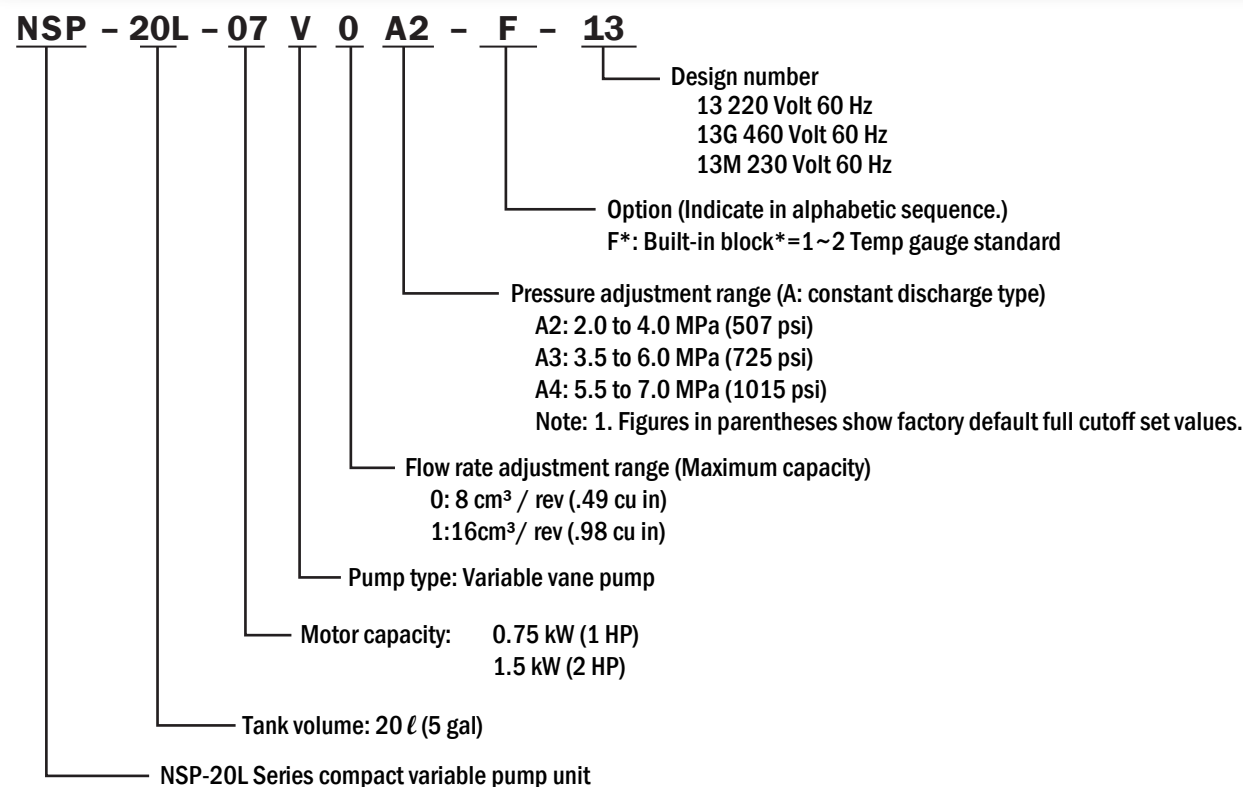 NSP – 20L – 07 V 0 A2 – F – 13
Design number
13 220 Volt 60 Hz
13G 460 Volt 60 Hz
13M 230 Volt 60 Hz
Option (Indicate in alphabetic sequence.)
F*: Built-in block*=1~2 Temp gauge standard
Pressure adjustment range (A: constant discharge type)
A2: 2.0 to 4.0 MPa (507 psi)
A3: 3.5 to 6.0 MPa (725 psi)
A4: 5.5 to 7.0 MPa (1015 psi)
Note: 1. Figures in parentheses show factory default full cutoff set values.
Flow rate adjustment range (Maximum capacity)
0: 8 cm³ / rev (.49 cu in)
1:16cm³/ rev (.98 cu in)
Pump type: Variable vane pump
Motor capacity: 0.75 kW (1 HP)
1.5 kW (2 HP)
Tank volume: 20 ℓ (5 gal)
NSP-20L Series compact variable pump unit